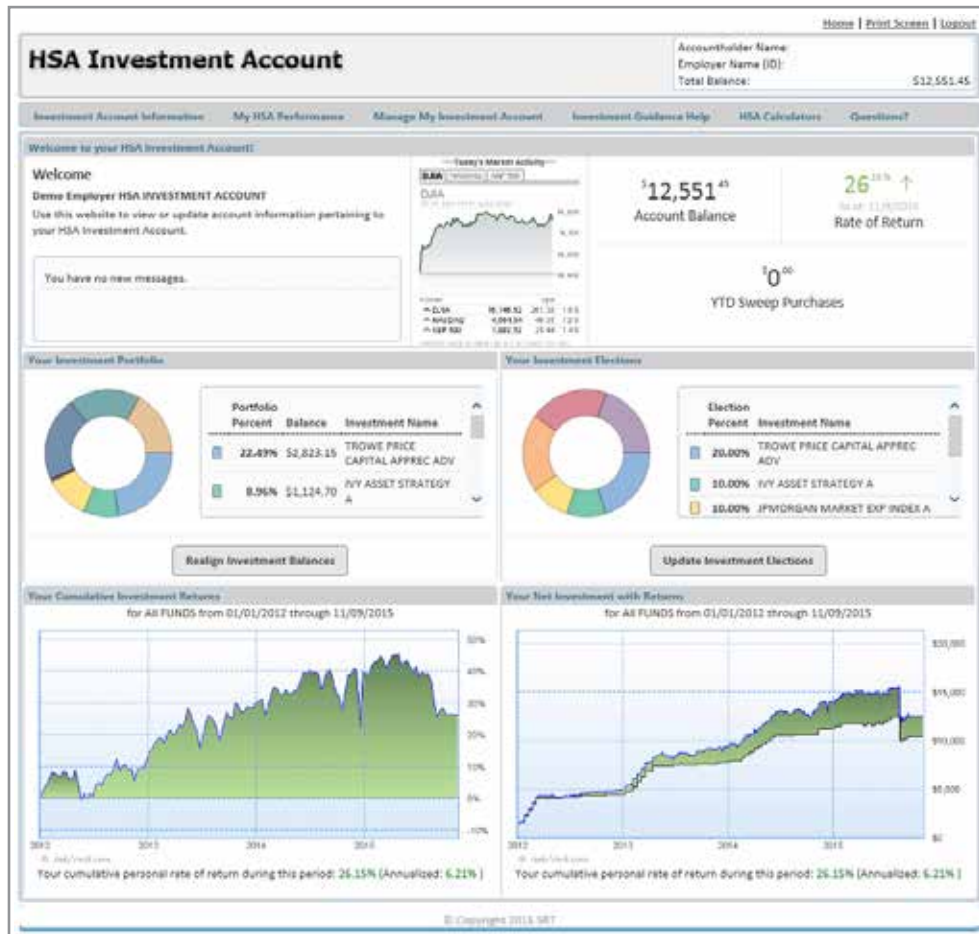 Home | Print Screen | Logout
HSA Investment Account
Accountholder Name:
Employer Name (ID):
Total Balance: $12,551.45
Investment Account Information My HSA Performance Manage My Investment Account Investment Guidance Help HSA Calculators Questions?
Welcome to your HSA Investment Account!
Welcome
Demo Employer HSA INVESTMENT ACCOUNT
Use this website to view or update account information pertaining to
your HSA Investment Account.
You have no new messages.
Today's Market Activity
DJIA NASDAQ S&P 500
DJIA
$12,551.45
Account Balance
26 ↑
Rate of Return
$0.00
YTD Sweep Purchases
Your Investment Portfolio
Portfolio
Percent Balance Investment Name
22.49% $2,823.15 TROWE PRICE
CAPITAL APPREC ADV
8.96% $1,124.70 IVY ASSET STRATEGY
A
Realign Investment Balances
Your Investment Elections
Election
Percent Investment Name
20.00% TROWE PRICE CAPITAL APPREC
ADV
10.00% IVY ASSET STRATEGY A
10.00% JPMORGAN MARKET EXP INDEX A
Update Investment Elections
Your Cumulative Investment Returns
for All FUNDS from 01/01/2012 through 11/09/2015
50%
40%
30%
20%
10%
0%
-10%
2012 2013 2014 2015
Your cumulative personal rate of return during this period: 26.15% (Annualized: 6.21% )
Your Net Investment with Returns
for All FUNDS from 01/01/2012 through 11/09/2015
$20,000
$15,000
$10,000
$5,000
$0
2012 2013 2014 2015
Your cumulative personal rate of return during this period: 26.15% (Annualized: 6.21% )